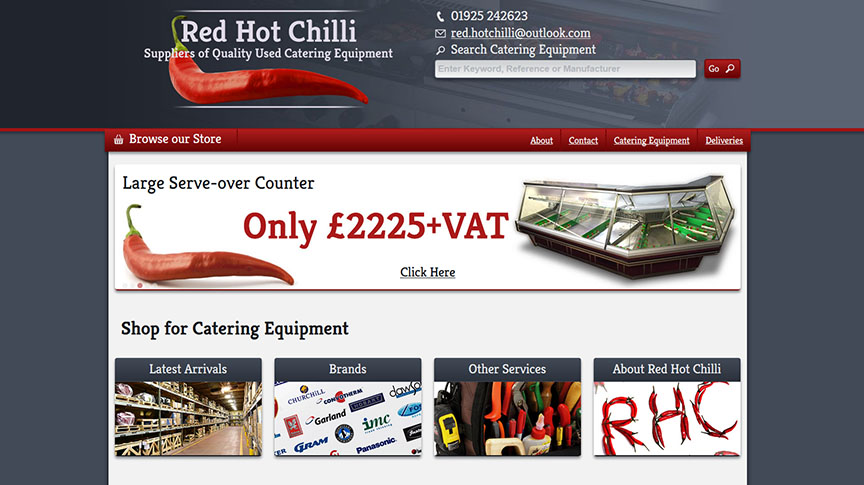 Red Hot Chilli
Suppliers of Quality Used Catering Equipment
01925 242623
red.hotchilli@outlook.com
Search Catering Equipment
Enter Keyword, Reference or Manufacturer
Go
Browse our Store
About
Contact
Catering Equipment
Deliveries
Large Serve-over Counter
Only £2225+VAT
Click Here
Shop for Catering Equipment
Latest Arrivals
Brands
Other Services
About Red Hot Chilli
CHURCHILL
CONVOTHERM
HOBART
Garland
imc
GRAM
Panasonic
RHC